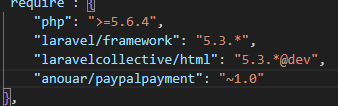 require": {
"php": ">=5.6.4",
"laravel/framework": "5.3.*",
"laravelcollective/html": "5.3.*@dev",
"anouar/paypalpayment": "~1.0"
},